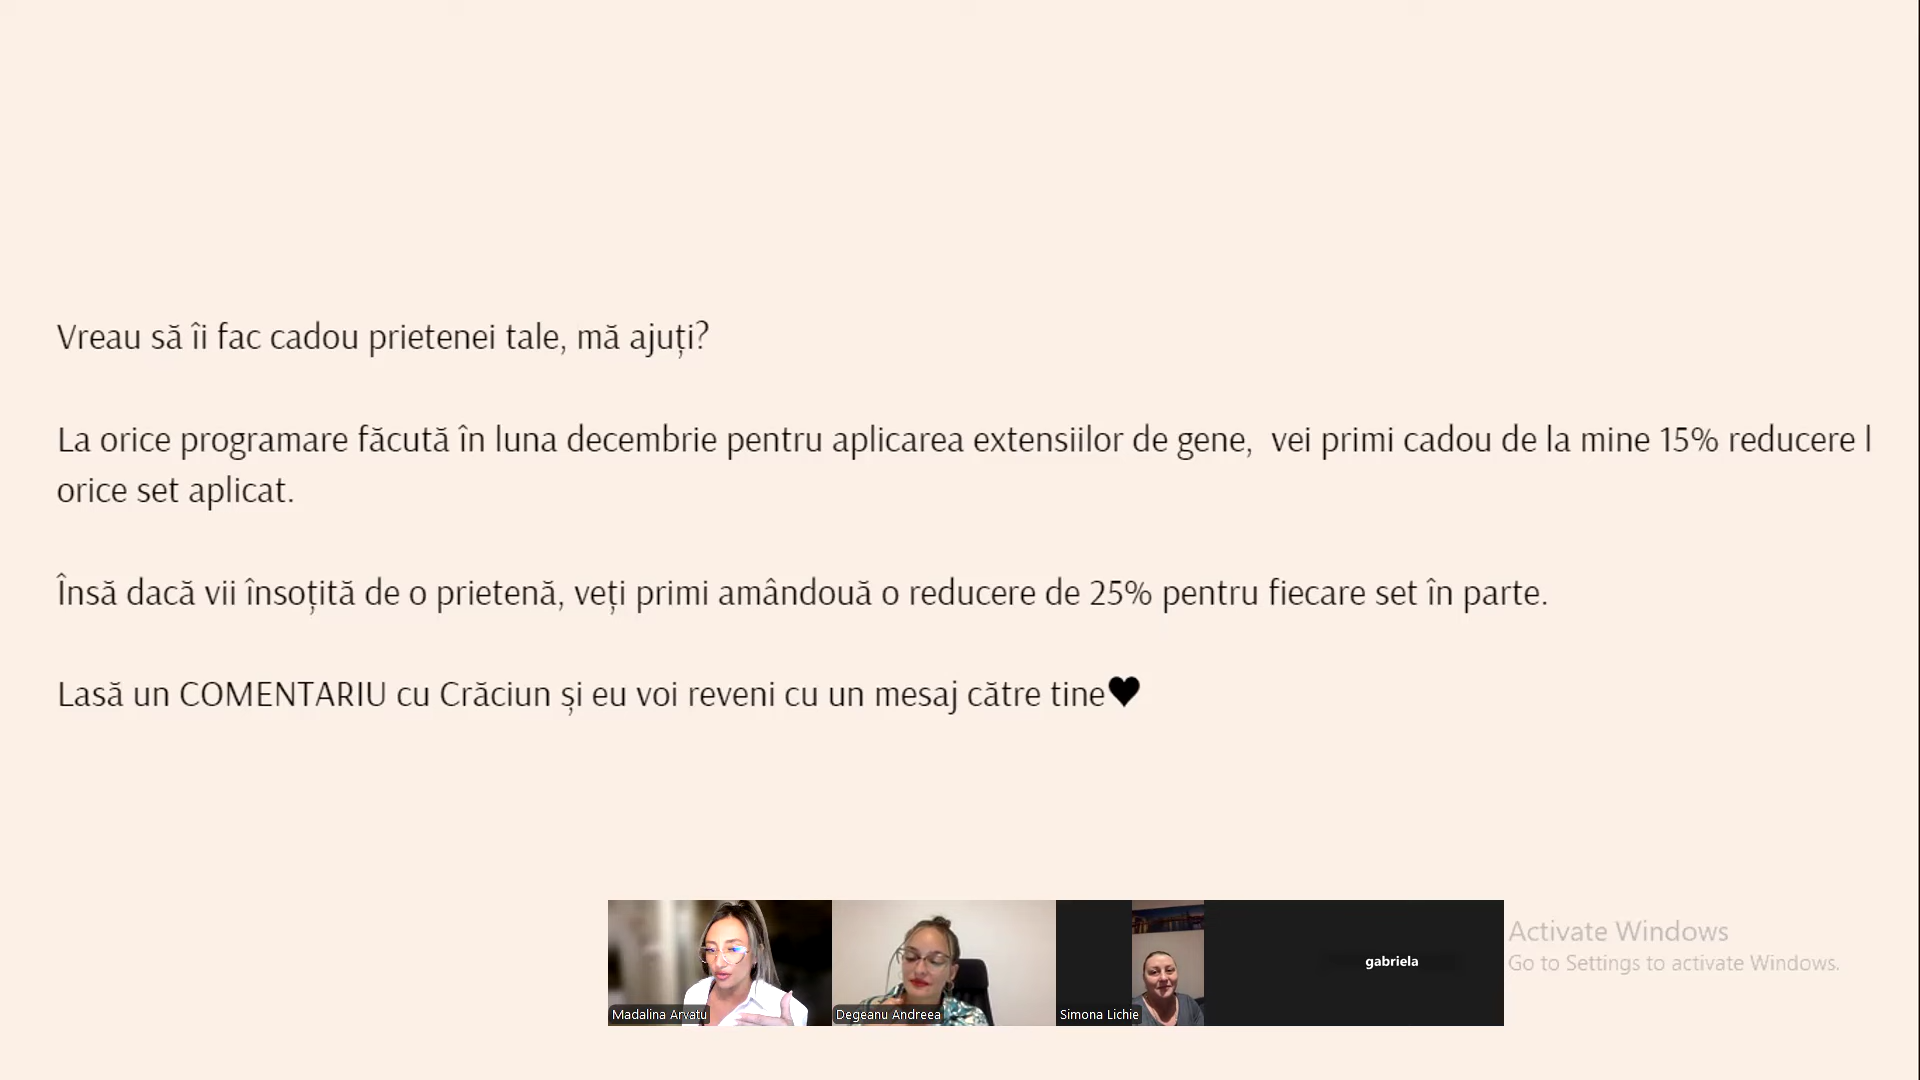 Vreau să îi fac cadou prietenei tale, mă ajuți?
La orice programare făcută în luna decembrie pentru aplicarea extensiilor de gene, vei primi cadou de la mine 15% reducere l
orice set aplicat.
Însă dacă vii însoțită de o prietenă, veți primi amândouă o reducere de 25% pentru fiecare set în parte.
Lasă un COMENTARIU cu Crăciun și eu voi reveni cu un mesaj către tine♥
Activate Windows
Go to Settings to activate Windows.
gabriela
Madalina Arvatu
Degeanu Andreea
Simona Lichie